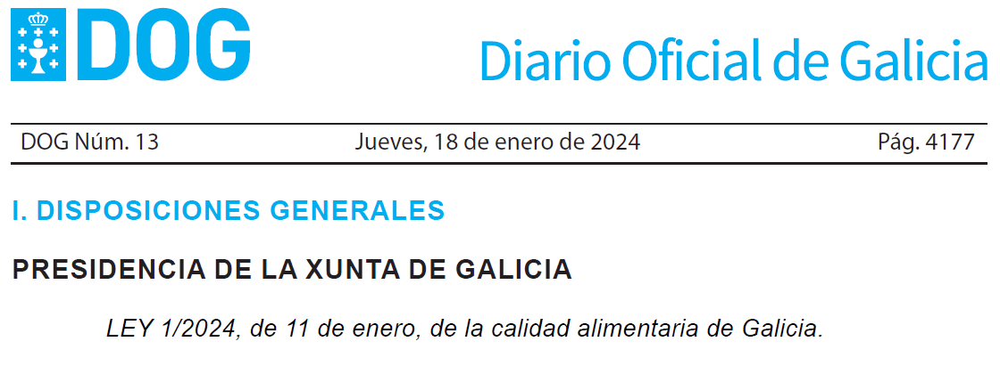 DOG
Diario Oficial de Galicia
DOG Núm. 13 Jueves, 18 de enero de 2024 Pág. 4177
I. DISPOSICIONES GENERALES
PRESIDENCIA DE LA XUNTA DE GALICIA
LEY 1/2024, de 11 de enero, de la calidad alimentaria de Galicia.